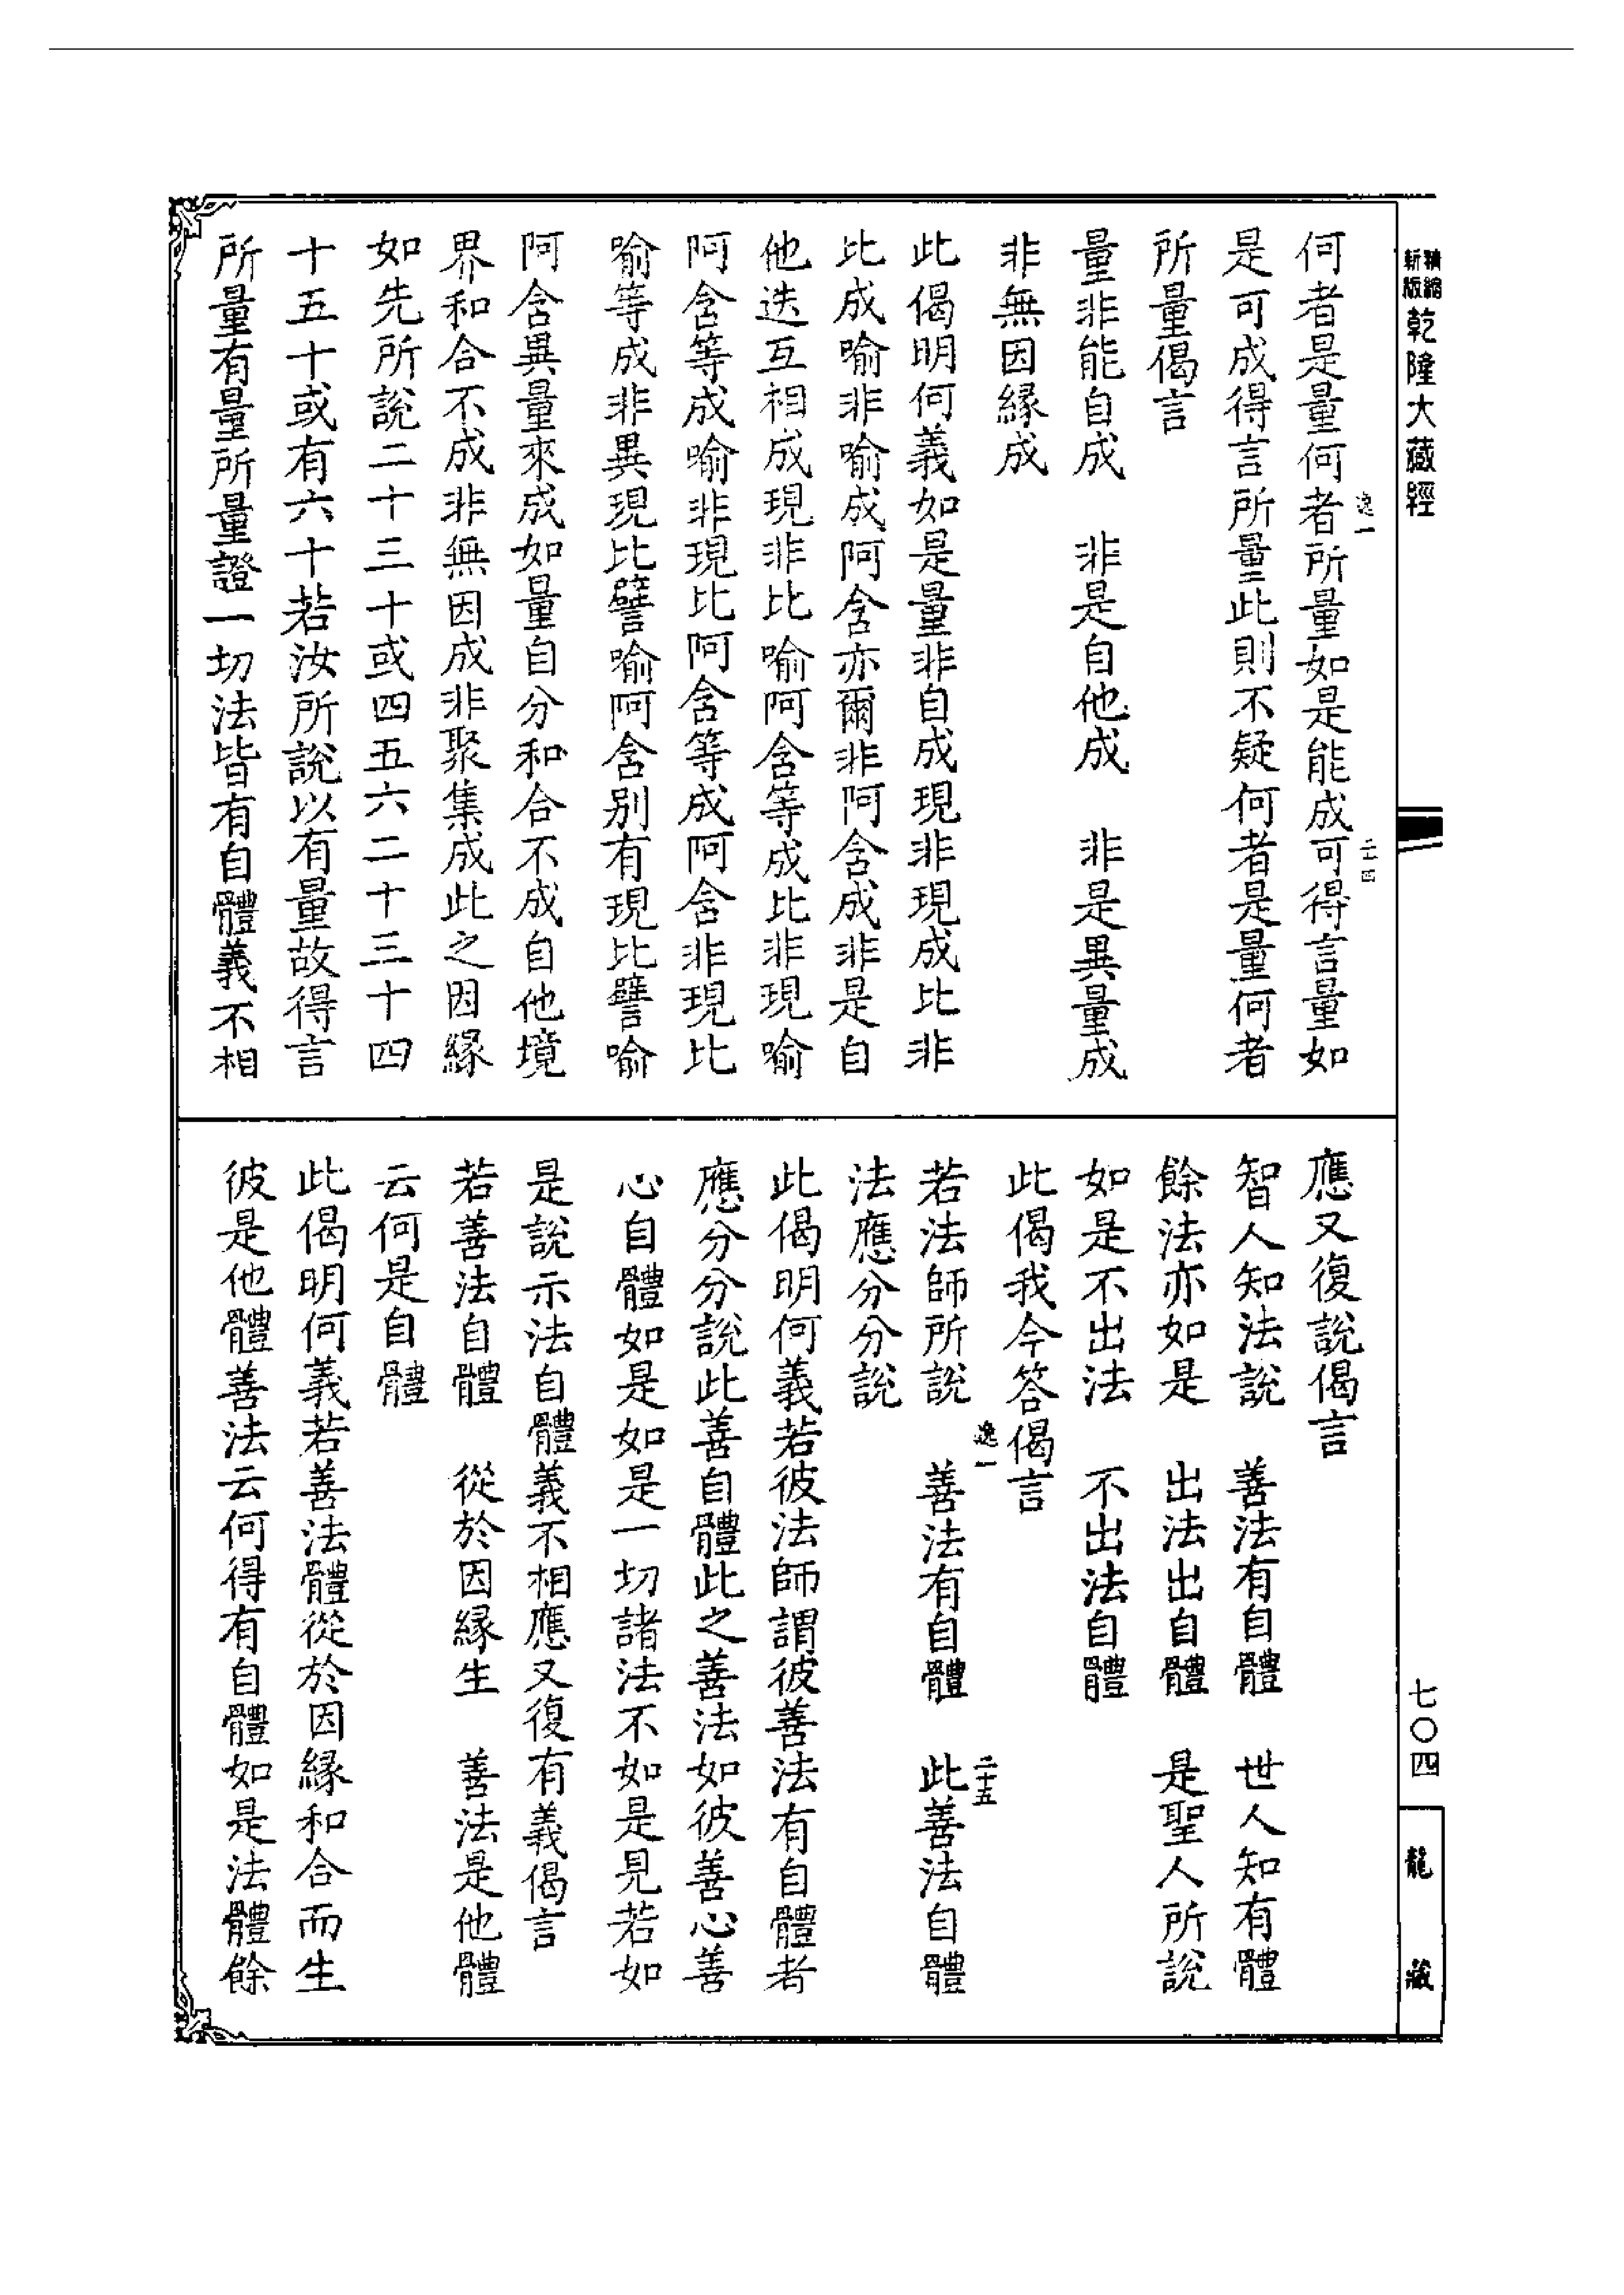 精縮新版乾隆大藏經
七〇四
龍藏
逸一
二十四
何者是量何者所量如是能成可得言量如
是可成得言所量此則不疑何者是量何者
所量偈言
量非能自成　非是自他成　非是異量成
非無因緣成
此偈明何義如是量非自成現非現成比非
比成喻非喻成阿含亦爾非阿含成非是自
他迭互相成現非比喻阿含等成比非現喻
阿含等成喻非現比阿含等成阿含非現比
喻等成非異現比譬喻阿含别有現比譬喻
阿含異量來成如量自分和合不成自他境
界和合不成非無因成非聚集成此之因緣
如先所說二十三十或四五六二十三十四
十五十或有六十若汝所說以有量故得言
所量有量所量證一切法皆有自體義不相
應又復說偈言
智人知法說　善法有自體　世人知有體
餘法亦如是　出法出自體　是聖人所說
如是不出法　不出法自體
此偈我今答偈言
逸一
二十五
若法師所說　善法有自體　此善法自體
法應分分說
此偈明何義若彼法師謂彼善法有自體者
應分分說此善自體此之善法如彼善心善
心自體如是如是一切諸法不如是見若如
是說示法自體義不相應又復有義偈言
若善法自體　從於因緣生　善法是他體
云何是自體
此偈明何義若善法體從於因緣和合而生
彼是他體善法云何得有自體如是法體餘